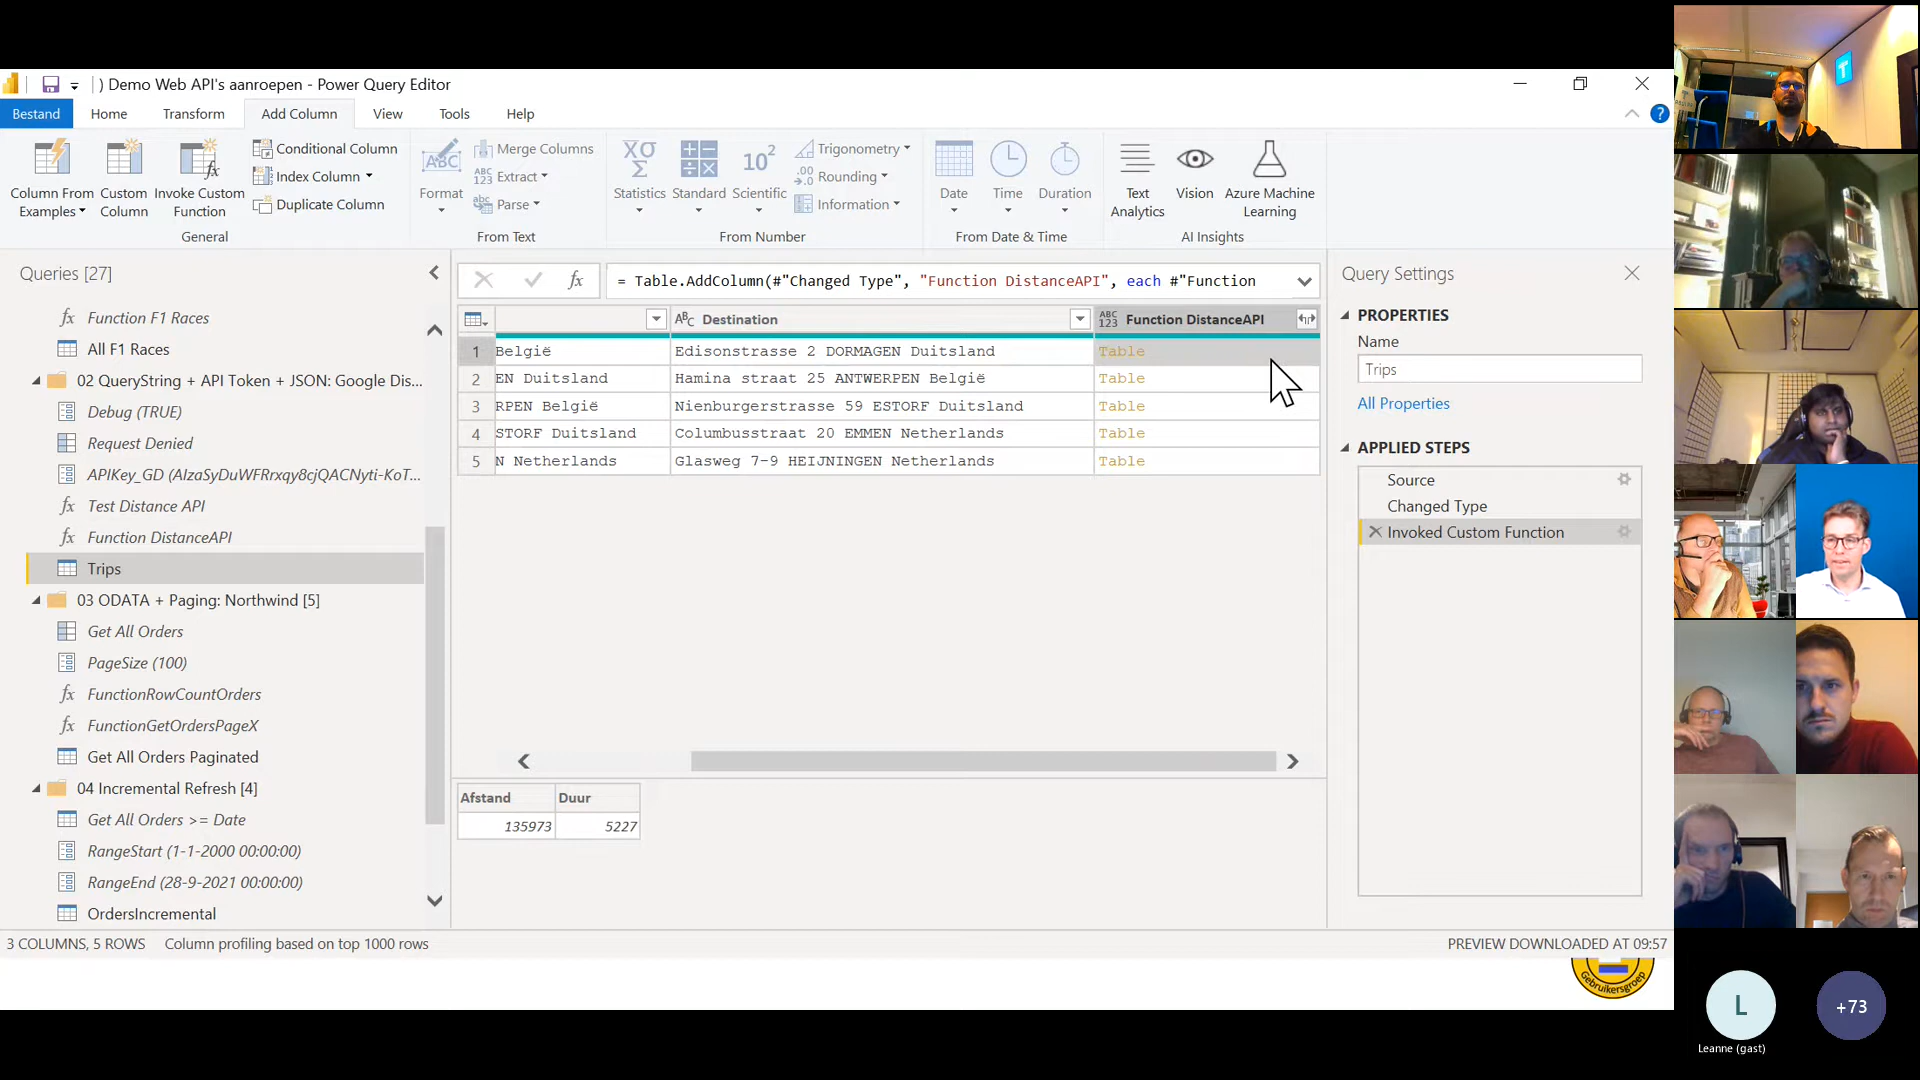 ) Demo Web API's aanroepen - Power Query Editor
Bestand Home Transform Add Column View Tools Help
Column From Examples
Custom Column
Invoke Custom Function
Conditional Column
Index Column
Duplicate Column
General
Format
Merge Columns
Extract
Parse
From Text
Statistics
Standard
Scientific
Trigonometry
Rounding
Information
From Number
Date
Time
Duration
From Date & Time
Text Analytics
Vision
Azure Machine Learning
AI Insights
Queries [27]
Function F1 Races
All F1 Races
02 QueryString + API Token + JSON: Google Dis...
Debug (TRUE)
Request Denied
Test Distance API
Function DistanceAPI
Trips
03 ODATA + Paging: Northwind [5]
Get All Orders
PageSize (100)
FunctionRowCountOrders
FunctionGetOrdersPageX
Get All Orders Paginated
04 Incremental Refresh [4]
Get All Orders >= Date
RangeStart (1-1-2000 00:00:00)
RangeEnd (28-9-2021 00:00:00)
OrdersIncremental
= Table.AddColumn(#"Changed Type", "Function DistanceAPI", each #"Function
Destination Function DistanceAPI
1 België Edisonstrasse 2 DORMAGEN Duitsland Table
2 EN Duitsland Hamina straat 25 ANTWERPEN België Table
3 RPEN België Nienburgerstrasse 59 ESTORF Duitsland Table
4 STORF Duitsland Columbusstraat 20 EMMEN Netherlands Table
5 N Netherlands Glasweg 7-9 HEIJNINGEN Netherlands Table
Afstand Duur
135973 5227
Query Settings
PROPERTIES
Name
Trips
All Properties
APPLIED STEPS
Source
Changed Type
Invoked Custom Function
3 COLUMNS, 5 ROWS Column profiling based on top 1000 rows
PREVIEW DOWNLOADED AT 09:57
Gebruikersgroep
L
Leanne (gast)
+73